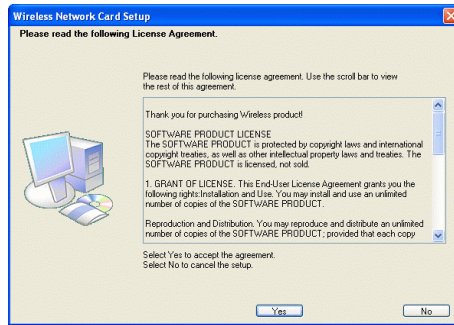 Wireless Network Card Setup
Please read the following License Agreement.
Please read the following license agreement. Use the scroll bar to view
the rest of this agreement.
Thank you for purchasing Wireless product!
SOFTWARE PRODUCT LICENSE
The SOFTWARE PRODUCT is protected by copyright laws and international
copyright treaties, as well as other intellectual property laws and treaties. The
SOFTWARE PRODUCT is licensed, not sold.
1. GRANT OF LICENSE. This End-User License Agreement grants you the
following rights:Installation and Use. You may install and use an unlimited
number of copies of the SOFTWARE PRODUCT.
Reproduction and Distribution. You may reproduce and distribute an unlimited
number of copies of the SOFTWARE PRODUCT; provided that each copy
Select Yes to accept the agreement.
Select No to cancel the setup.
Yes
No